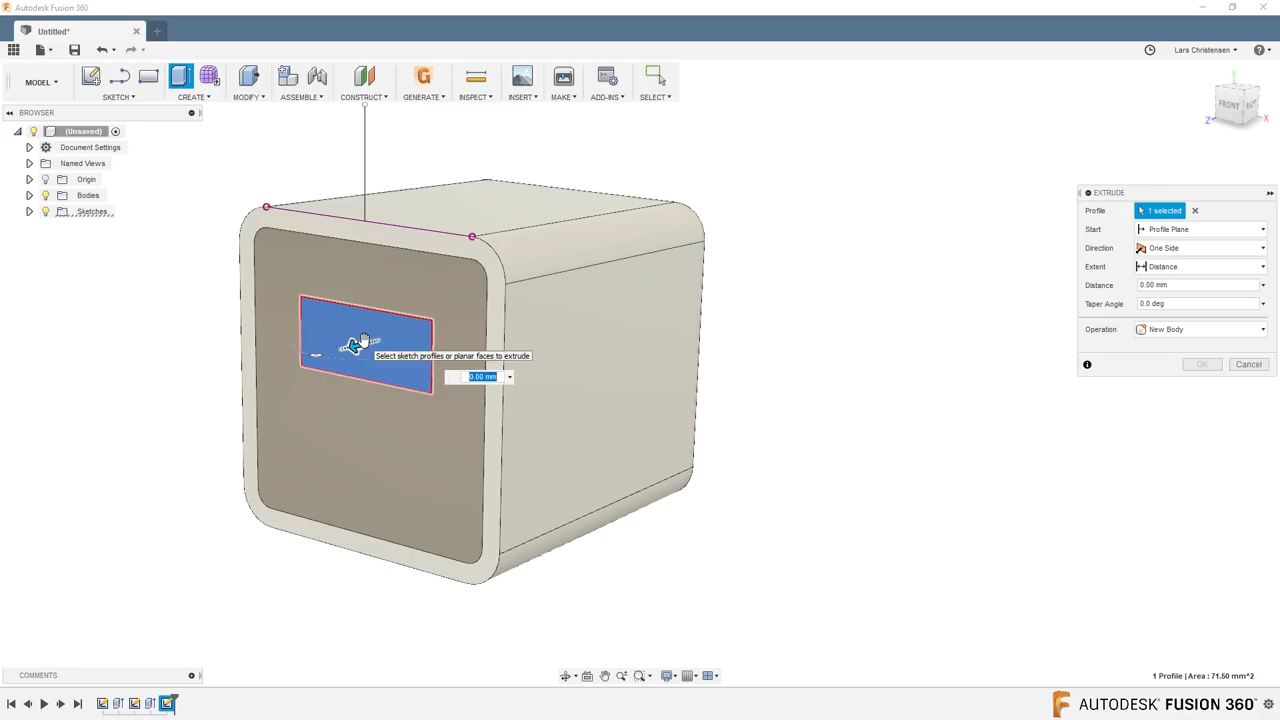 Autodesk Fusion 360
Untitled*
Lars Christensen
MODEL
SKETCH
CREATE
MODIFY
ASSEMBLE
CONSTRUCT
GENERATE
INSPECT
INSERT
MAKE
ADD-INS
SELECT
BROWSER
(Unsaved)
Document Settings
Named Views
Origin
Bodies
Sketches
FRONT
Z
X
EXTRUDE
Profile 1 selected
Start Profile Plane
Direction One Side
Extent Distance
Distance 0.00 mm
Taper Angle 0.0 deg
Operation New Body
OK Cancel
Select sketch profiles or planar faces to extrude
0.00 mm
COMMENTS
1 Profile | Area : 71.50 mm^2
AUTODESK® FUSION 360™